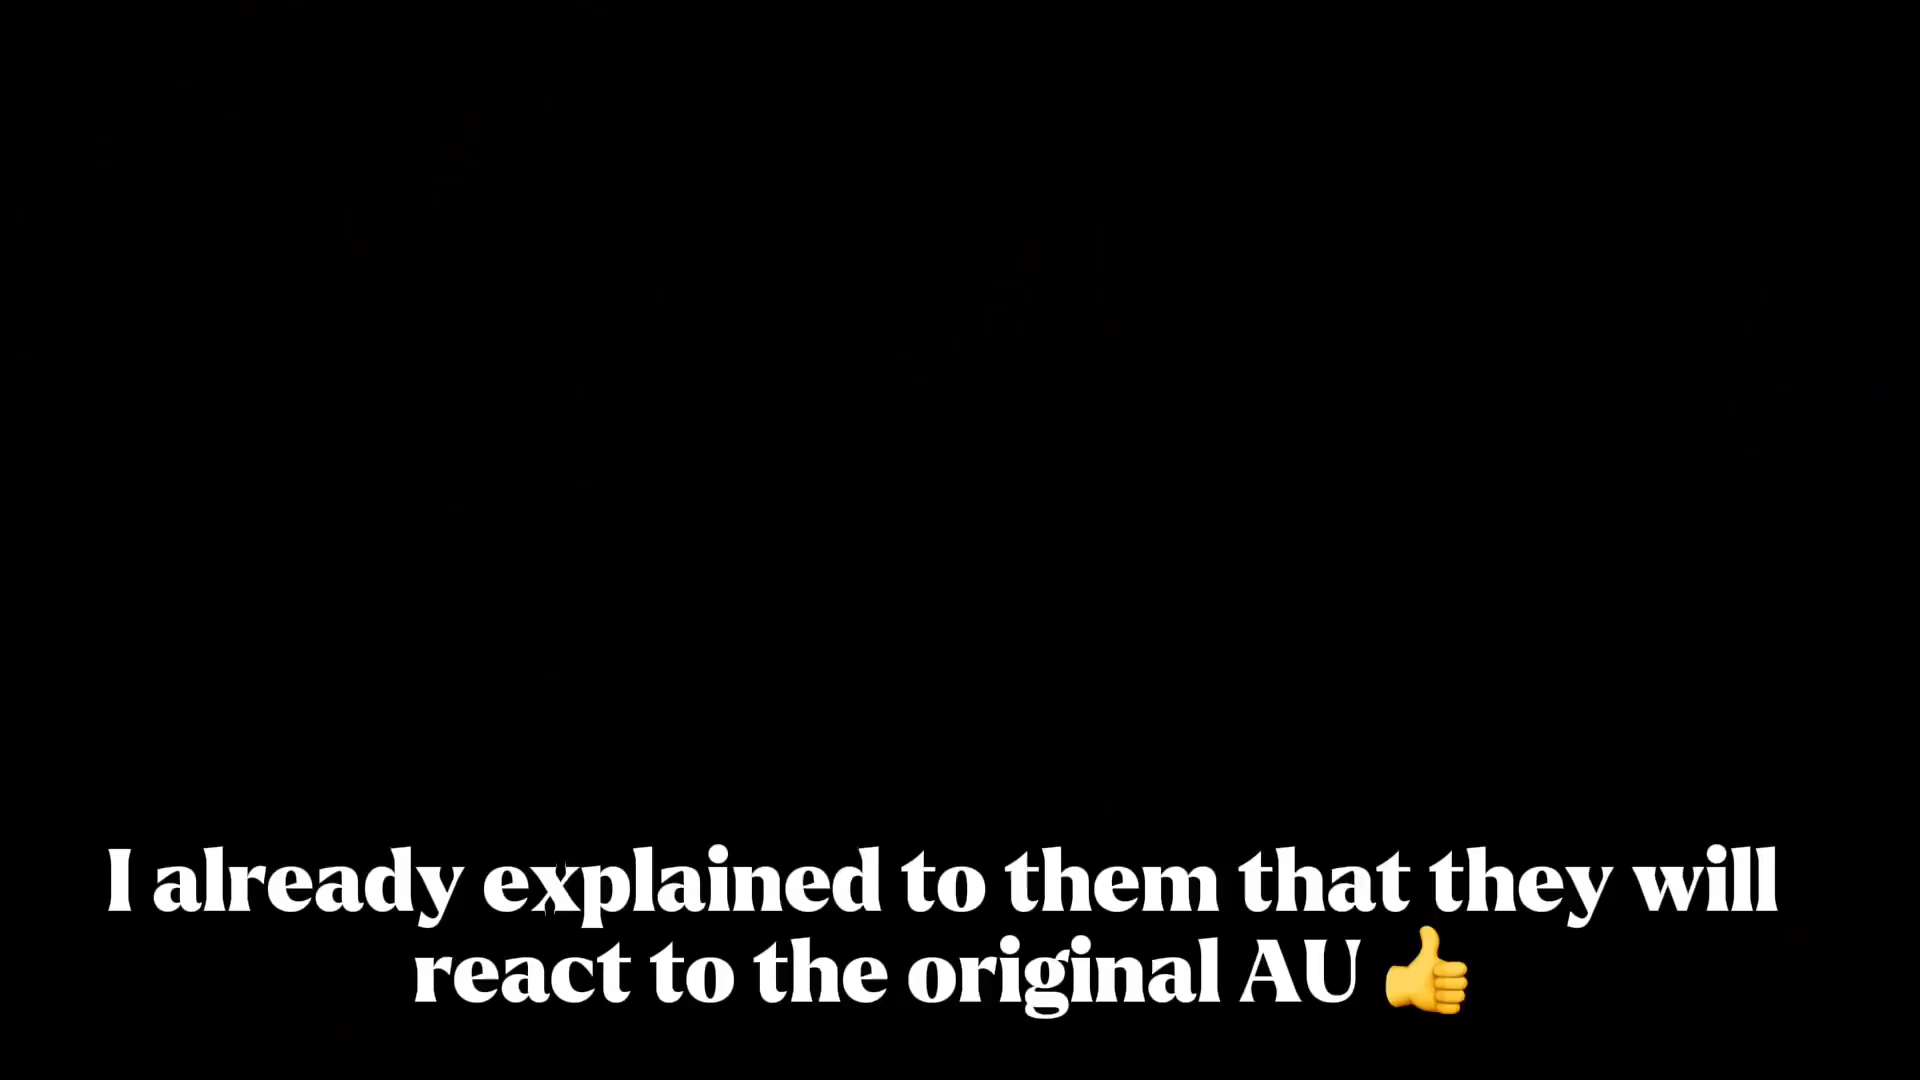 I already explained to them that they will
react to the original AU 👍